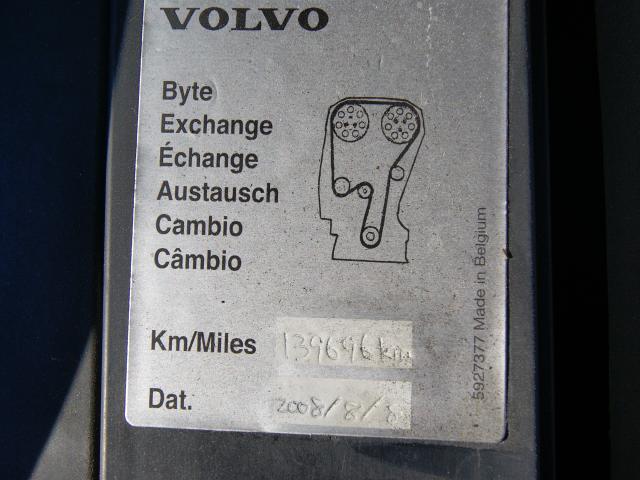 VOLVO
Byte
Exchange
Échange
Austausch
Cambio
Câmbio
Km/Miles 139696 km
Dat. 2008/8/8
5927377 Made in Belgium